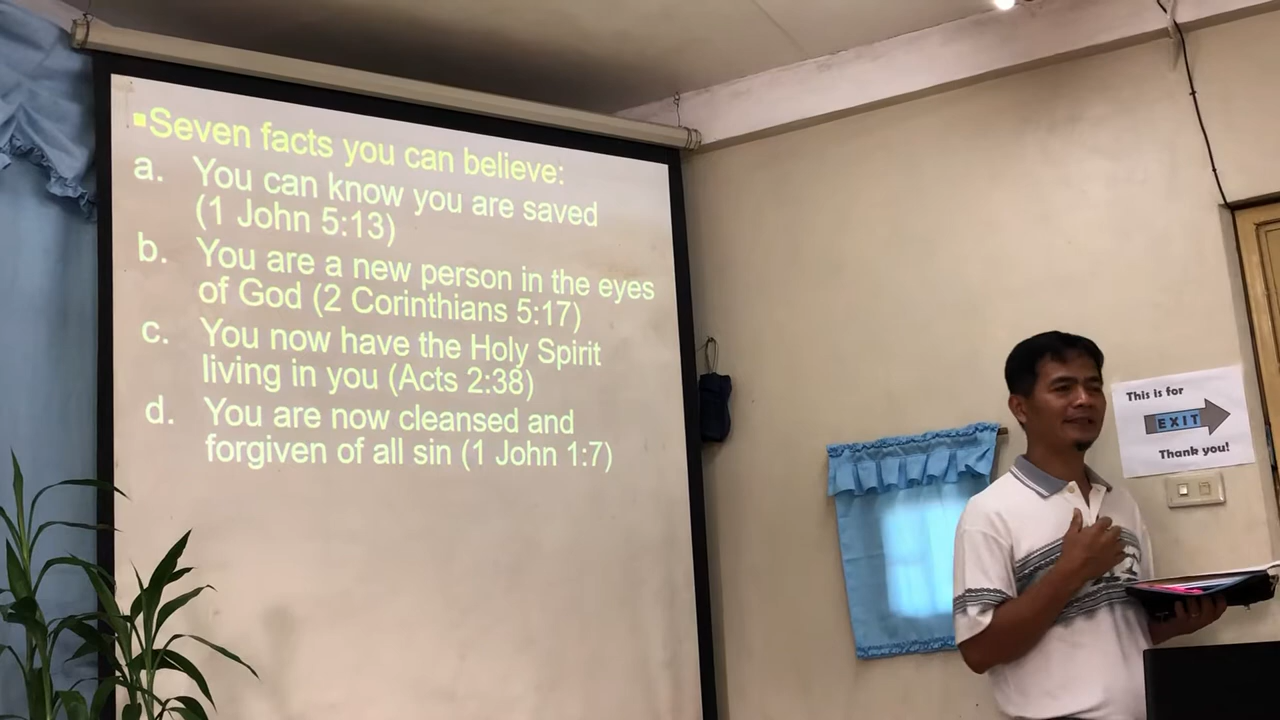 ▪Seven facts you can believe:
a. You can know you are saved
(1 John 5:13)
b. You are a new person in the eyes
of God (2 Corinthians 5:17)
c. You now have the Holy Spirit
living in you (Acts 2:38)
d. You are now cleansed and
forgiven of all sin (1 John 1:7)
This is for
EXIT
Thank you!